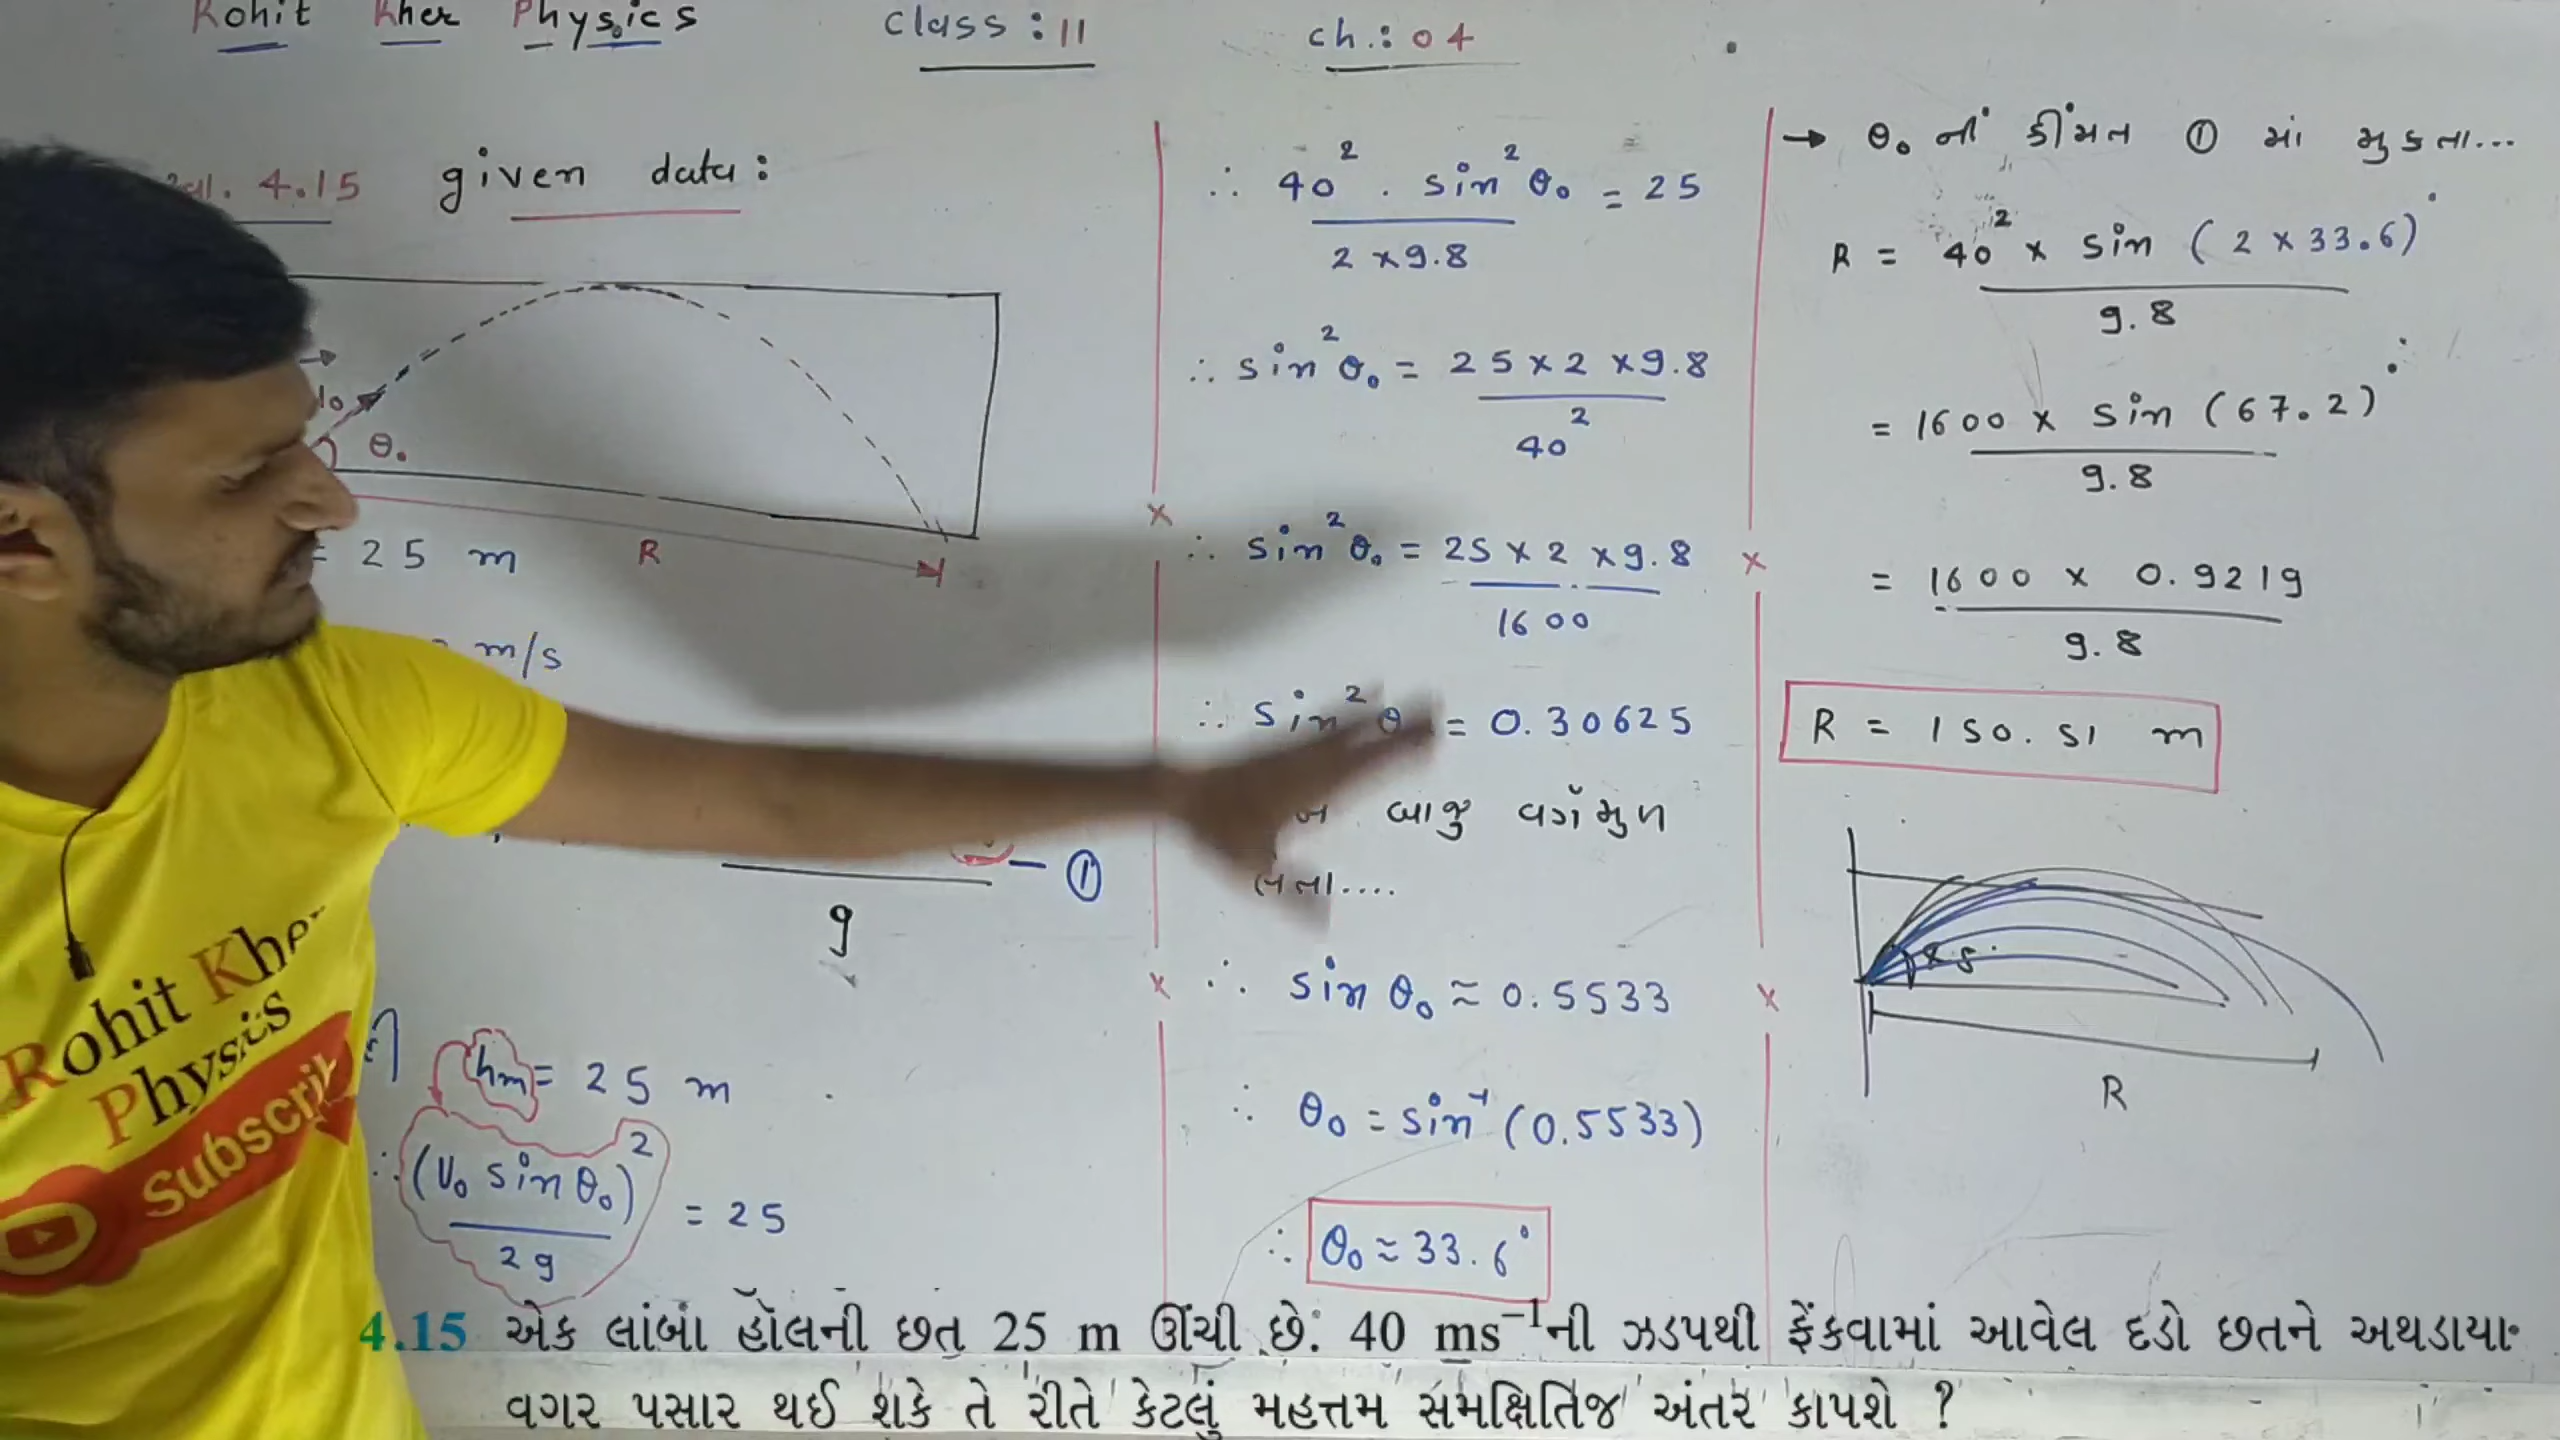 Rohit Kher Physics
Class : 11
ch.: 04
4.15 given data:
θ₀
R
= 25 m
m/s
g
— ①
hm = 25 m
∴ (v₀ sin θ₀)² / 2g = 25
∴ 40² . sin² θ₀ / 2 × 9.8 = 25
∴ sin² θ₀ = 25 × 2 × 9.8 / 40²
∴ sin² θ₀ = 25 × 2 × 9.8 / 1600
∴ sin² θ = 0.30625
બાજુ વર્ગમુળ
લેતા....
∴ sin θ₀ ≈ 0.5533
∴ θ₀ = sin⁻¹ (0.5533)
∴ θ₀ ≈ 33.6°
→ θ₀ નીં કીંમત ① માં મુકતા...
R = 40² × sin (2 × 33.6)° / 9.8
= 1600 × sin (67.2)° / 9.8
= 1600 × 0.9219 / 9.8
R = 150.51 m
R
Rohit Kher
Physics
Subscrib
4.15 એક લાંબા હૉલની છત 25 m ઊંચી છે. 40 ms⁻¹ની ઝડપથી ફેંકવામાં આવેલ દડો છતને અથડાયા
વગર પસાર થઈ શકે તે રીતે કેટલું મહત્તમ સમક્ષિતિજ અંતર કાપશે ?